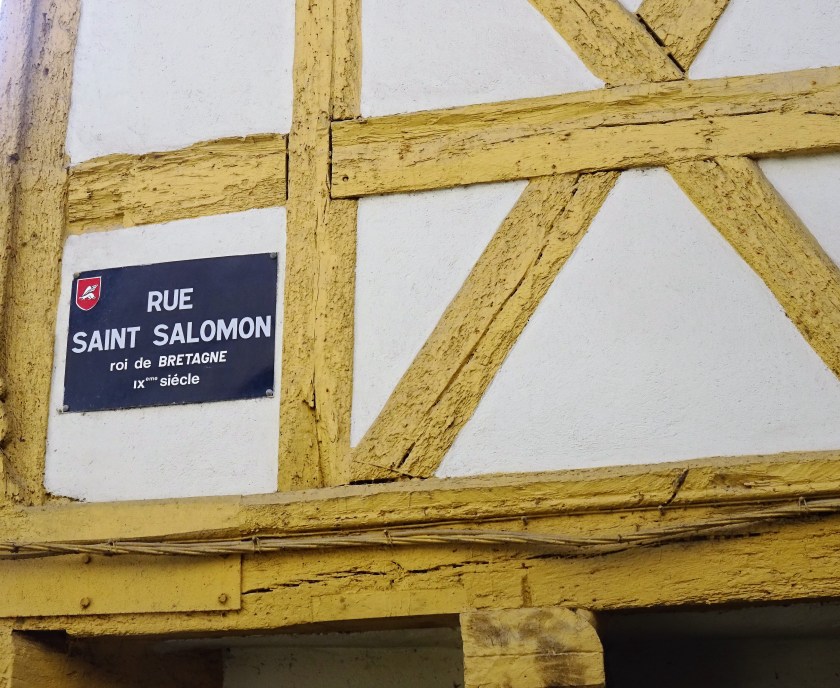 RUE
SAINT SALOMON
roi de BRETAGNE
IXème siécle